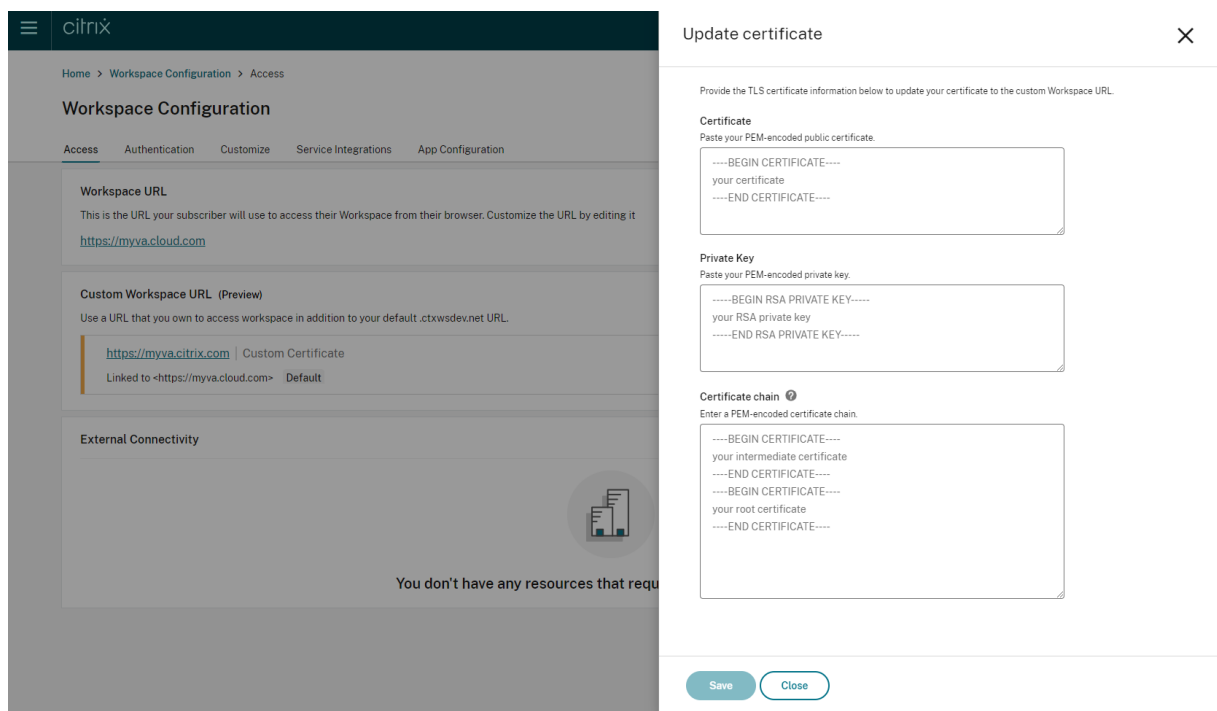 citrix
Home > Workspace Configuration > Access
Workspace Configuration
Access Authentication Customize Service Integrations App Configuration
Workspace URL
This is the URL your subscriber will use to access their Workspace from their browser. Customize the URL by editing it
https://myva.cloud.com
Custom Workspace URL (Preview)
Use a URL that you own to access workspace in addition to your default .ctxwsdev.net URL.
https://myva.citrix.com | Custom Certificate
Linked to <https://myva.cloud.com> Default
External Connectivity
You don't have any resources that requ
Update certificate
Provide the TLS certificate information below to update your certificate to the custom Workspace URL.
Certificate
Paste your PEM-encoded public certificate.
----BEGIN CERTIFICATE----
your certificate
----END CERTIFICATE----
Private Key
Paste your PEM-encoded private key.
-----BEGIN RSA PRIVATE KEY-----
your RSA private key
-----END RSA PRIVATE KEY-----
Certificate chain ?
Enter a PEM-encoded certificate chain.
----BEGIN CERTIFICATE----
your intermediate certificate
----END CERTIFICATE----
----BEGIN CERTIFICATE----
your root certificate
----END CERTIFICATE----
Save Close